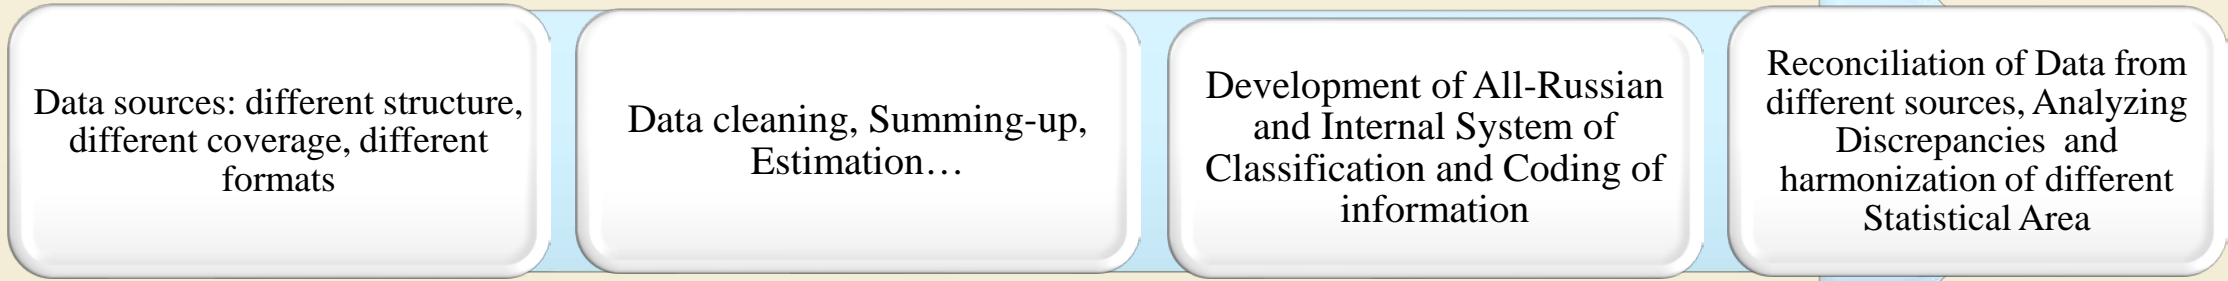 Data sources: different structure,
different coverage, different
formats
Data cleaning, Summing-up,
Estimation…
Development of All-Russian
and Internal System of
Classification and Coding of
information
Reconciliation of Data from
different sources, Analyzing
Discrepancies and
harmonization of different
Statistical Area